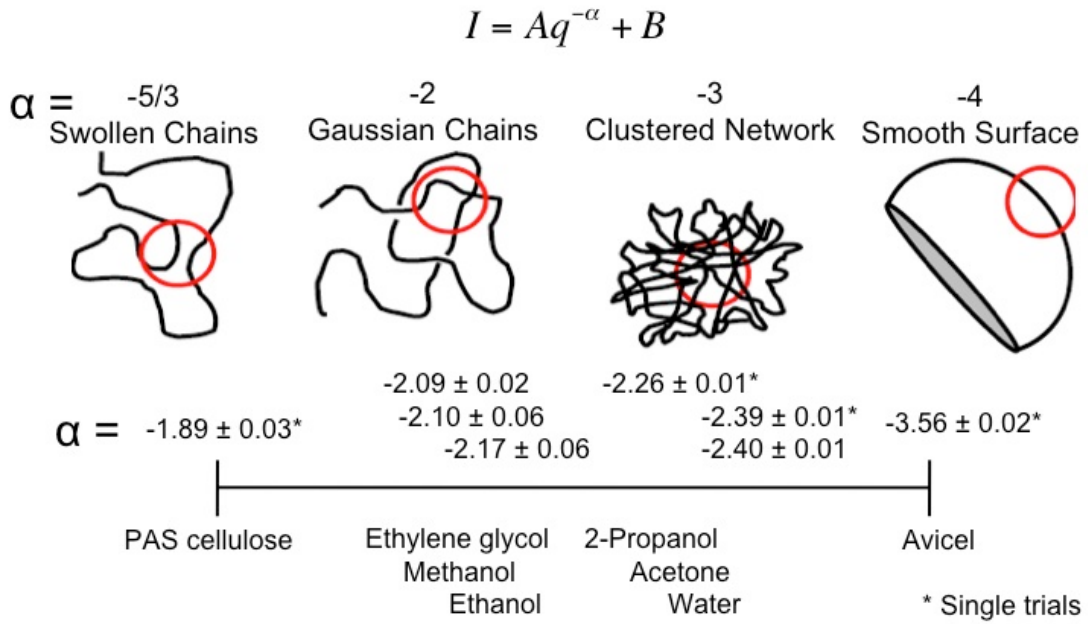 I = Aq^{-α} + B
α = -5/3 -2 -3 -4
Swollen Chains Gaussian Chains Clustered Network Smooth Surface
-2.09 ± 0.02 -2.26 ± 0.01*
α = -1.89 ± 0.03* -2.10 ± 0.06 -2.39 ± 0.01* -3.56 ± 0.02*
-2.17 ± 0.06 -2.40 ± 0.01
PAS cellulose Ethylene glycol 2-Propanol Avicel
Methanol Acetone
Ethanol Water * Single trials